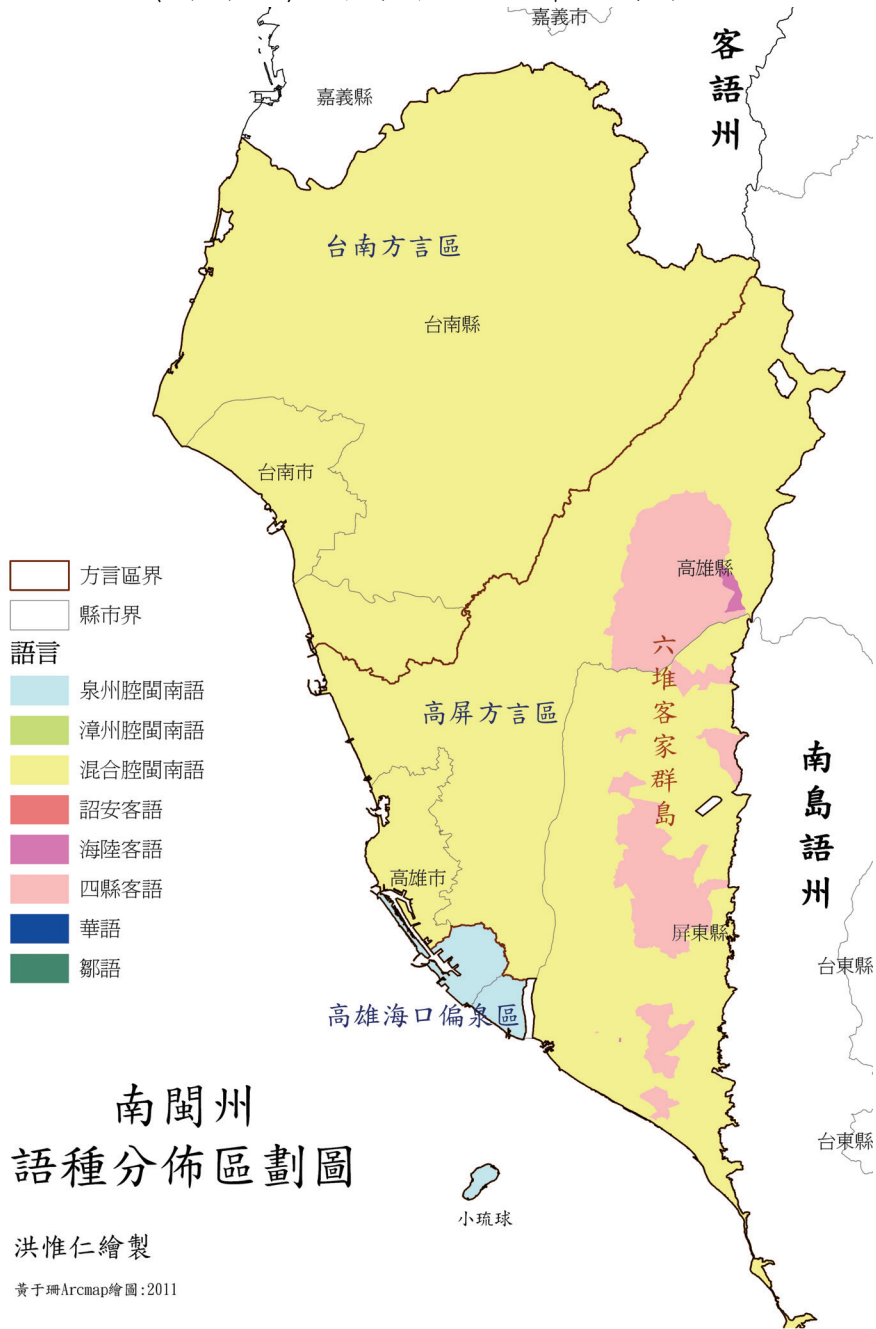 嘉義市
客語州
嘉義縣
台南方言區
台南縣
台南市
方言區界
縣市界
語言
泉州腔閩南語
漳州腔閩南語
混合腔閩南語
詔安客語
海陸客語
四縣客語
華語
鄒語
高雄縣
六堆客家群島
高屏方言區
南島語州
高雄市
屏東縣
台東縣
高雄海口偏泉區
南閩州
語種分佈區劃圖
台東縣
小琉球
洪惟仁繪製
黃于珊Arcmap繪圖:2011